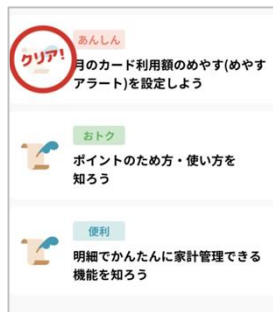 クリア!
あんしん
月のカード利用額のめやす(めやす
アラート)を設定しよう
おトク
ポイントのため方・使い方を
知ろう
便利
明細でかんたんに家計管理できる
機能を知ろう